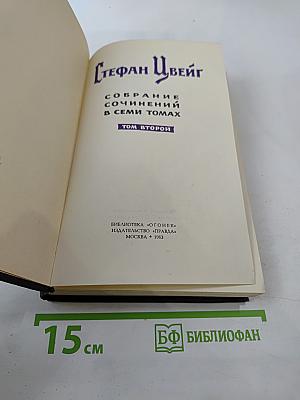 Стефан Цвейг
СОБРАНИЕ
СОЧИНЕНИЙ
В СЕМИ ТОМАХ
ТОМ ВТОРОЙ
БИБЛИОТЕКА «ОГОНЕК»
ИЗДАТЕЛЬСТВО «ПРАВДА»
МОСКВА • 1963
15 см
БФ БИБЛИОФАН